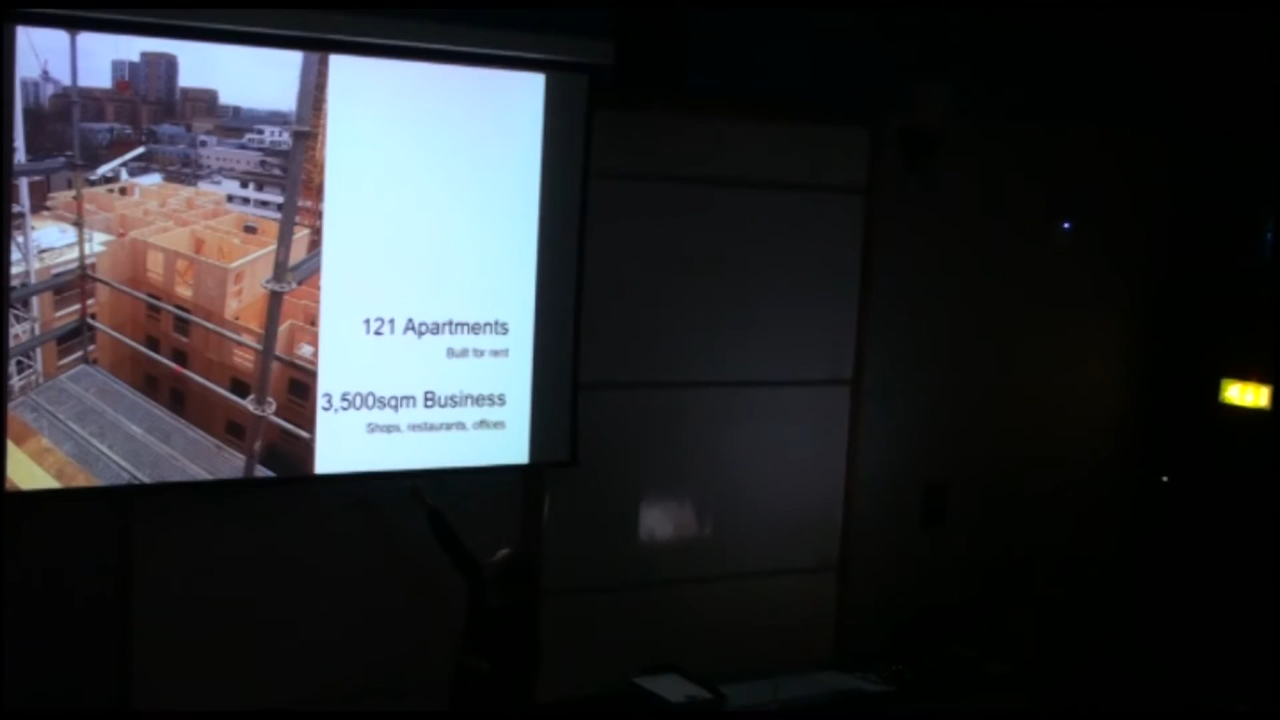 121 Apartments
Built for rent
3,500sqm Business
Shops, restaurants, offices